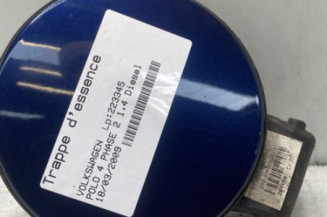 Trappe d'essence
VOLKSWAGEN Lp:223345
POLO 4 PHASE 2 1.4 Diesel
18/03/2009